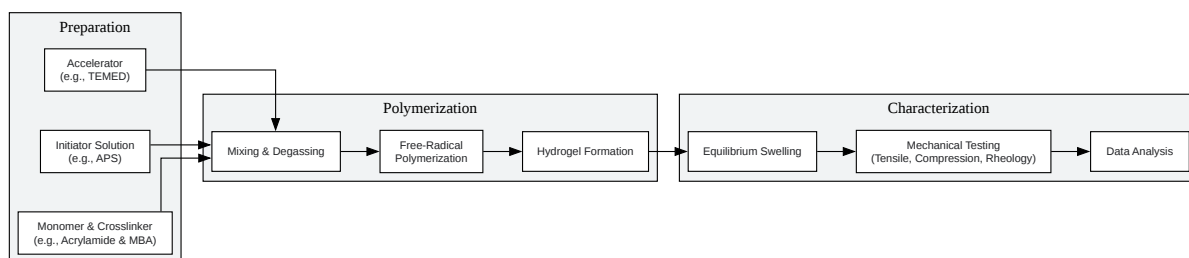 Preparation
Accelerator
(e.g., TEMED)
Initiator Solution
(e.g., APS)
Monomer & Crosslinker
(e.g., Acrylamide & MBA)
Polymerization
Mixing & Degassing
Free-Radical
Polymerization
Hydrogel Formation
Characterization
Equilibrium Swelling
Mechanical Testing
(Tensile, Compression, Rheology)
Data Analysis